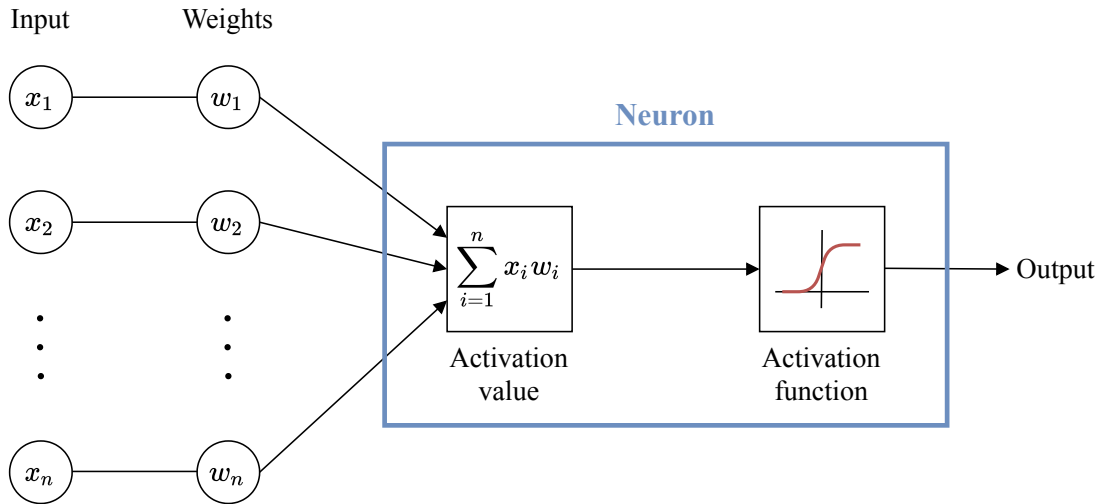 Input
Weights
x₁
w₁
Neuron
x₂
w₂
n
∑ xᵢwᵢ
i=1
Output
Activation
value
Activation
function
xₙ
wₙ